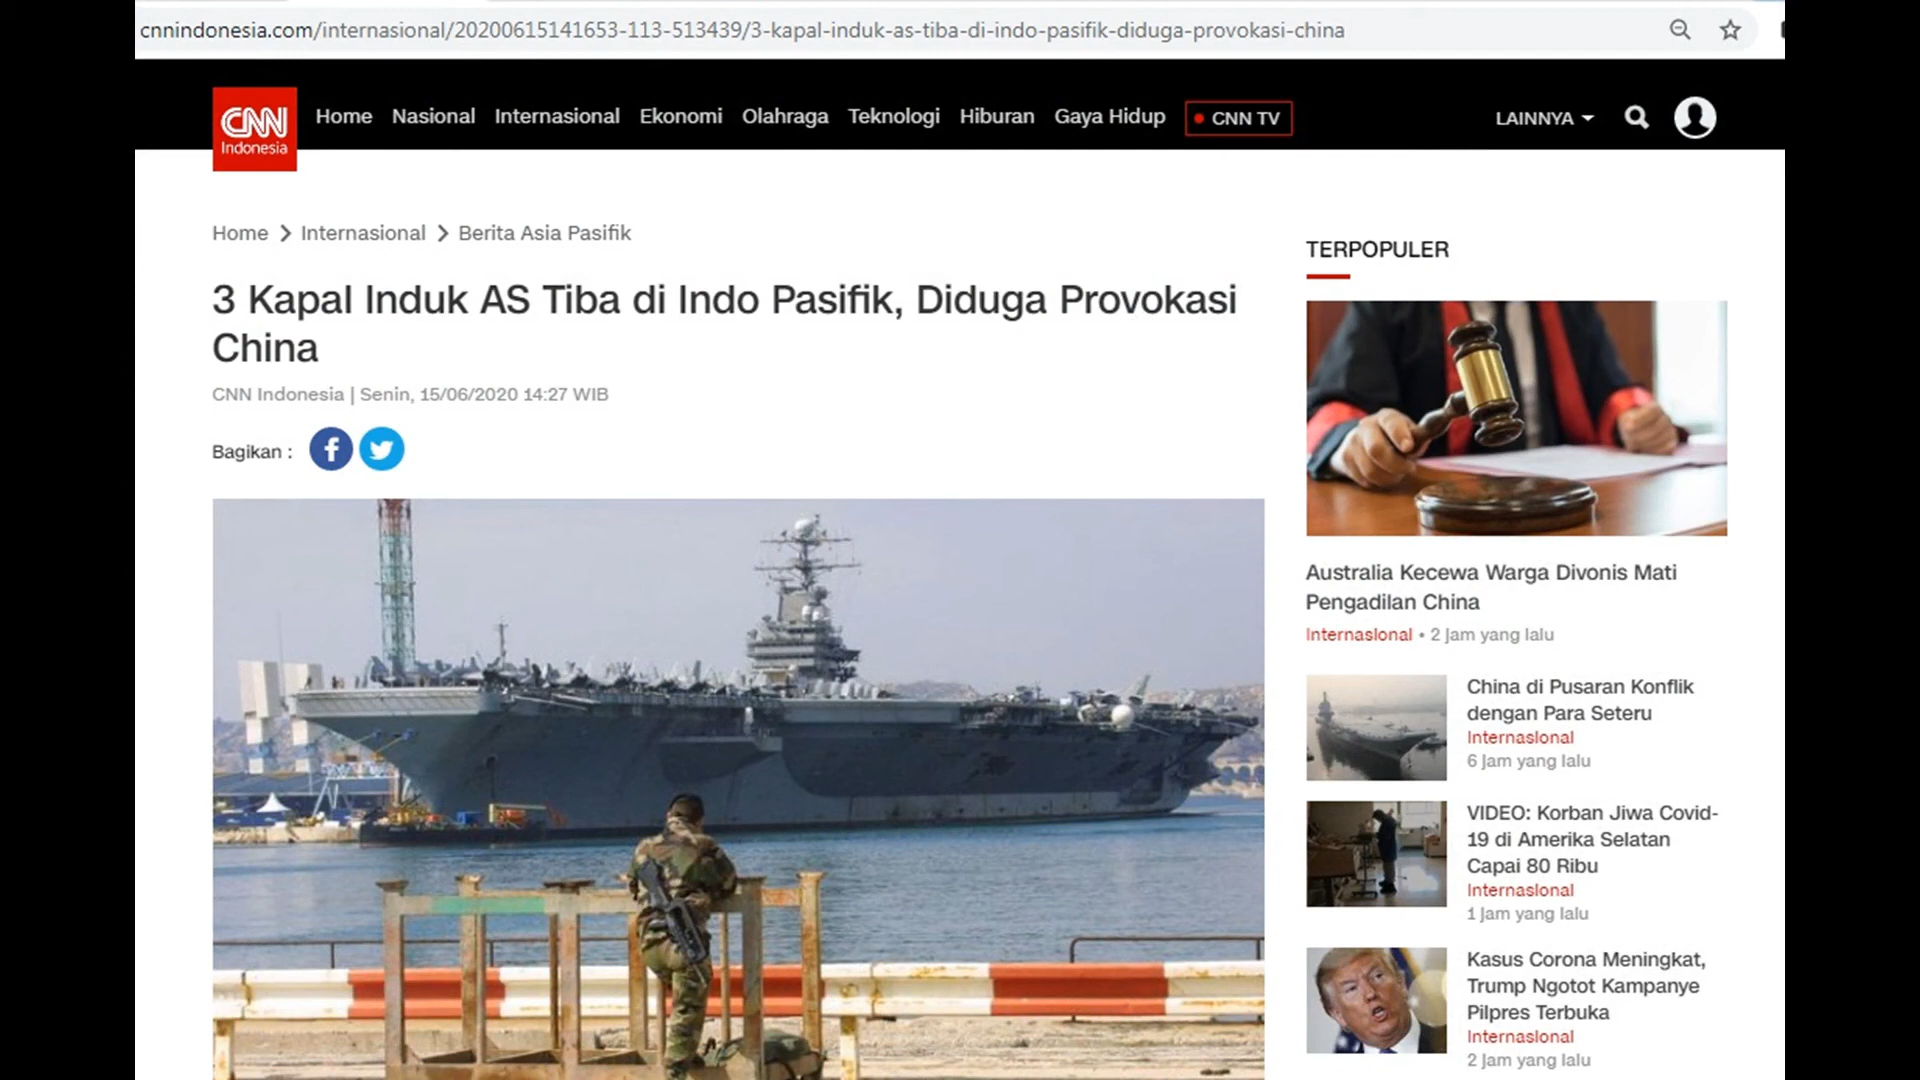 cnnindonesia.com/internasional/20200615141653-113-513439/3-kapal-induk-as-tiba-di-indo-pasifik-diduga-provokasi-china
CNN
Indonesia
Home Nasional Internasional Ekonomi Olahraga Teknologi Hiburan Gaya Hidup CNN TV
LAINNYA
Home > Internasional > Berita Asia Pasifik
3 Kapal Induk AS Tiba di Indo Pasifik, Diduga Provokasi
China
CNN Indonesia | Senin, 15/06/2020 14:27 WIB
Bagikan :
TERPOPULER
Australia Kecewa Warga Divonis Mati
Pengadilan China
Internasional • 2 jam yang lalu
China di Pusaran Konflik
dengan Para Seteru
Internasional
6 jam yang lalu
VIDEO: Korban Jiwa Covid-
19 di Amerika Selatan
Capai 80 Ribu
Internasional
1 jam yang lalu
Kasus Corona Meningkat,
Trump Ngotot Kampanye
Pilpres Terbuka
Internasional
2 jam yang lalu